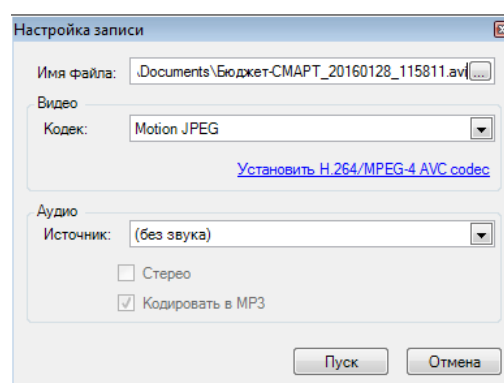 Настройка записи
Имя файла: .Documents\Бюджет-СМАРТ_20160128_115811.avi ...
Видео
Кодек: Motion JPEG
Установить H.264/MPEG-4 AVC codec
Аудио
Источник: (без звука)
Стерео
Кодировать в MP3
Пуск Отмена